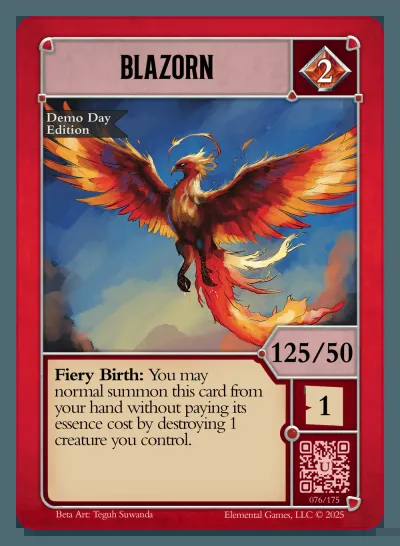 BLAZORN
2
Demo Day
Edition
125/50
Fiery Birth: You may
normal summon this card from
your hand without paying its
essence cost by destroying 1
creature you control.
1
U
076/175
Beta Art: Teguh Suwanda
Elemental Games, LLC © 2025